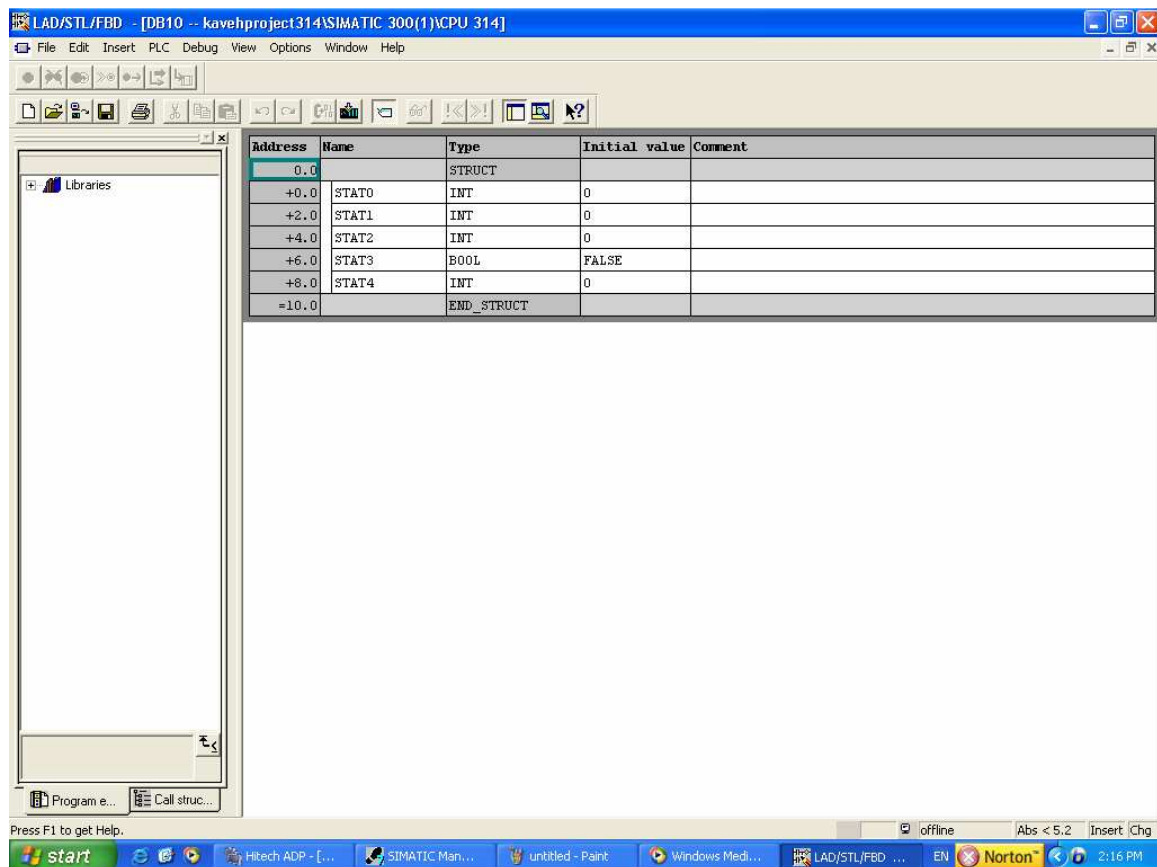 LAD/STL/FBD - [DB10 -- kavehproject314\SIMATIC 300(1)\CPU 314]
File Edit Insert PLC Debug View Options Window Help
Address Name Type Initial value Comment
0.0 STRUCT
+0.0 STAT0 INT 0
+2.0 STAT1 INT 0
+4.0 STAT2 INT 0
+6.0 STAT3 BOOL FALSE
+8.0 STAT4 INT 0
=10.0 END_STRUCT
Libraries
Program e... Call struc...
Press F1 to get Help. offline Abs < 5.2 Insert Chg
start Hitech ADP - [... SIMATIC Man... untitled - Paint Windows Medi... LAD/STL/FBD ... EN Norton™ 2:16 PM